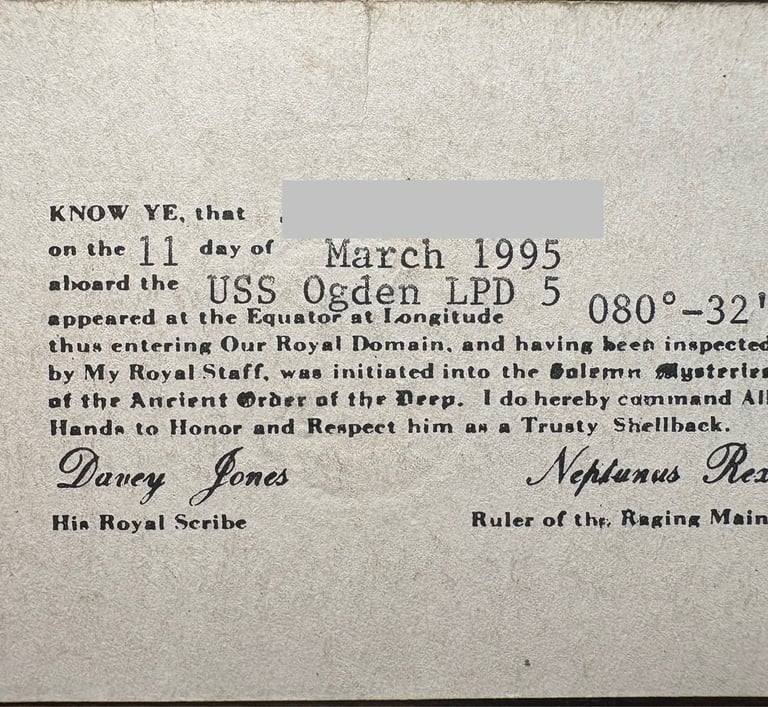 KNOW YE, that
on the 11 day of March 1995
aboard the USS Ogden LPD 5
appeared at the Equator at Longitude 080°-32'
thus entering Our Royal Domain, and having been inspected
by My Royal Staff, was initiated into the Solemn Mysteries
of the Ancient Order of the Deep. I do hereby command All
Hands to Honor and Respect him as a Trusty Shellback.
Davey Jones Neptunus Rex
His Royal Scribe Ruler of the Raging Main